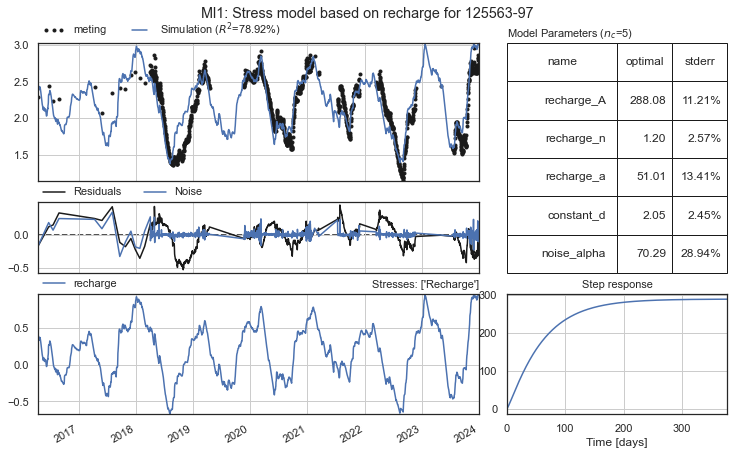 MI1: Stress model based on recharge for 125563-97
meting Simulation (R²=78.92%)
3.0
2.5
2.0
1.5
Residuals Noise
0.0
−0.5
recharge Stresses: ['Recharge']
0.5
0.0
−0.5
2017 2018 2019 2020 2021 2022 2023 2024
Model Parameters (n_c=5)
name optimal stderr
recharge_A 288.08 11.21%
recharge_n 1.20 2.57%
recharge_a 51.01 13.41%
constant_d 2.05 2.45%
noise_alpha 70.29 28.94%
Step response
300
200
100
0
0 100 200 300
Time [days]